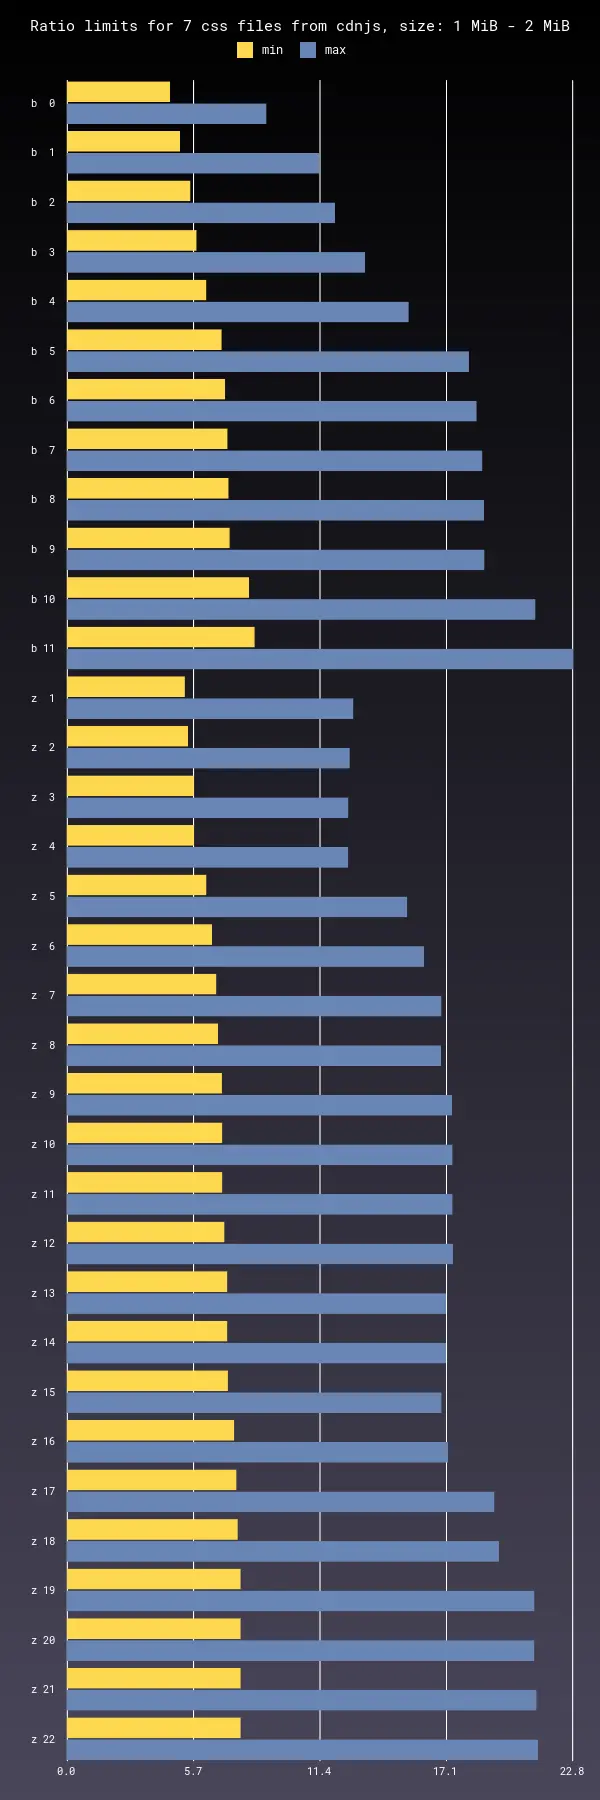 Ratio limits for 7 css files from cdnjs, size: 1 MiB - 2 MiB
min max
b 0
b 1
b 2
b 3
b 4
b 5
b 6
b 7
b 8
b 9
b 10
b 11
z 1
z 2
z 3
z 4
z 5
z 6
z 7
z 8
z 9
z 10
z 11
z 12
z 13
z 14
z 15
z 16
z 17
z 18
z 19
z 20
z 21
z 22
0.0 5.7 11.4 17.1 22.8